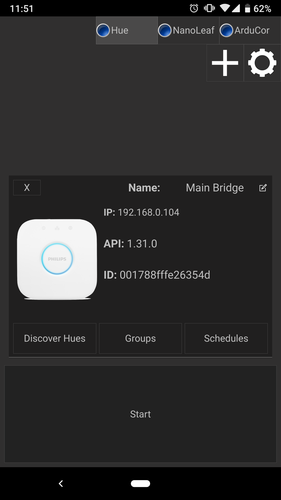 11:51
62%
Hue
NanoLeaf
ArduCor
X
Name:
Main Bridge
IP: 192.168.0.104
PHILIPS
API: 1.31.0
ID: 001788fffe26354d
Discover Hues
Groups
Schedules
Start